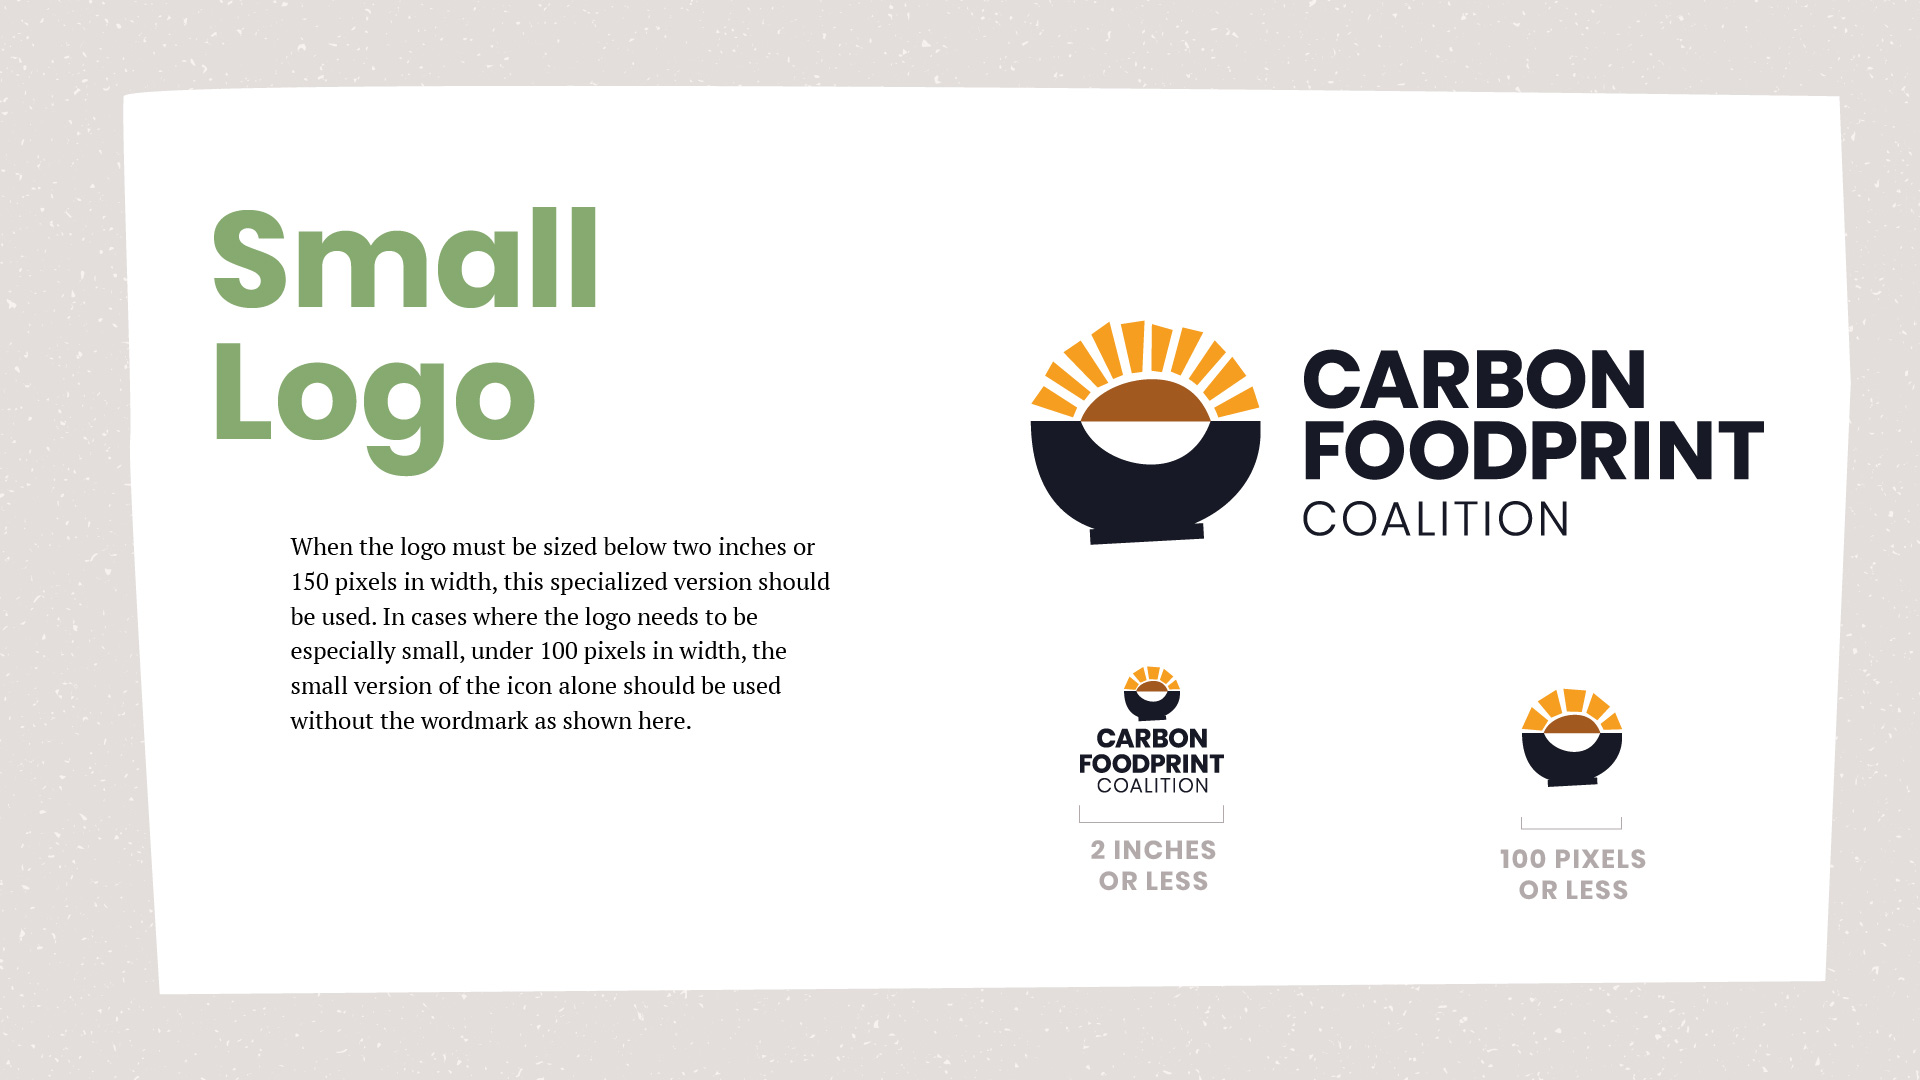 Small
Logo
When the logo must be sized below two inches or
150 pixels in width, this specialized version should
be used. In cases where the logo needs to be
especially small, under 100 pixels in width, the
small version of the icon alone should be used
without the wordmark as shown here.
CARBON
FOODPRINT
COALITION
CARBON
FOODPRINT
COALITION
2 INCHES
OR LESS
100 PIXELS
OR LESS